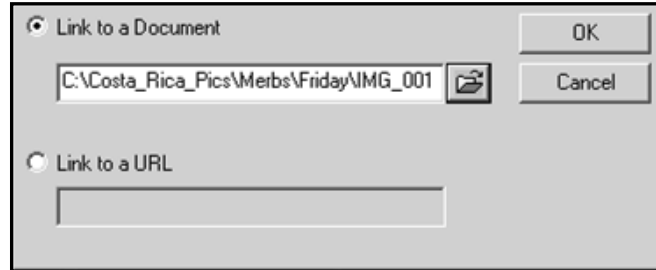 Link to a Document
OK
C:\Costa_Rica_Pics\Merbs\Friday\IMG_001
Cancel
Link to a URL